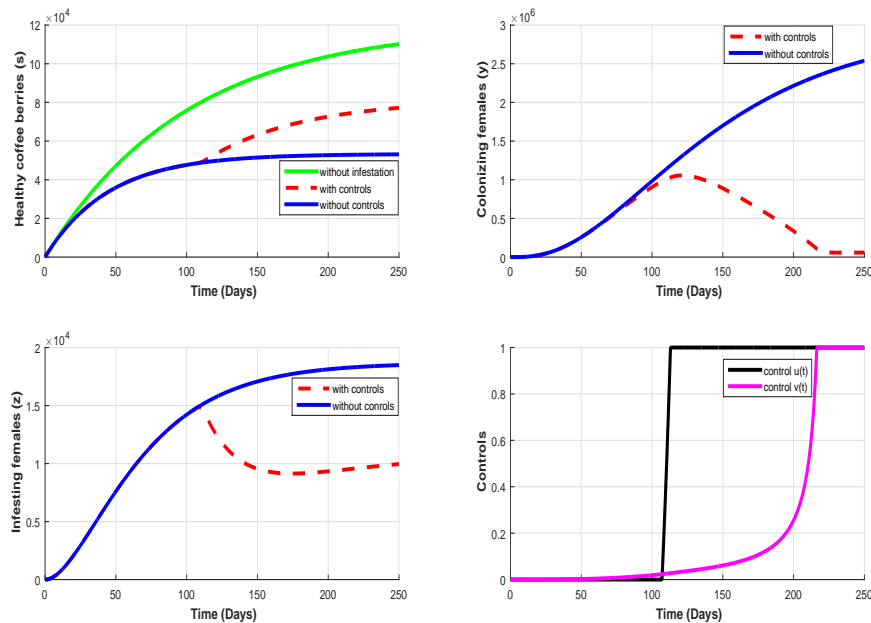 ×10⁴
12
10
8
6
4
2
0
0 50 100 150 200 250
Time (Days)
Healthy coffee berries (s)
without infestation
with controls
without controls
×10⁶
3
2.5
2
1.5
1
0.5
0
0 50 100 150 200 250
Time (Days)
Colonizing females (y)
with controls
without controls
×10⁴
2
1.5
1
0.5
0
0 50 100 150 200 250
Time (Days)
Infesting females (z)
with controls
without conrols
1
0.8
0.6
0.4
0.2
0
0 50 100 150 200 250
Time (Days)
Controls
control u(t)
control v(t)